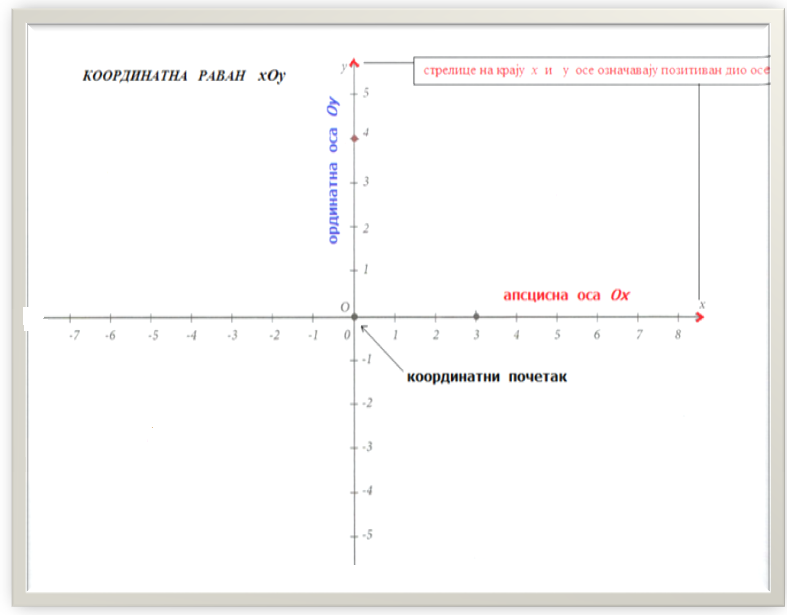 КООРДИНАТНА РАВАН xOy
y
стрелице на крају x и y осе означавају позитиван дио осе
5
ординатна оса Oy
4
3
2
1
апсцисна оса Ox
O
x
-7 -6 -5 -4 -3 -2 -1 0 1 2 3 4 5 6 7 8
-1
координатни почетак
-2
-3
-4
-5